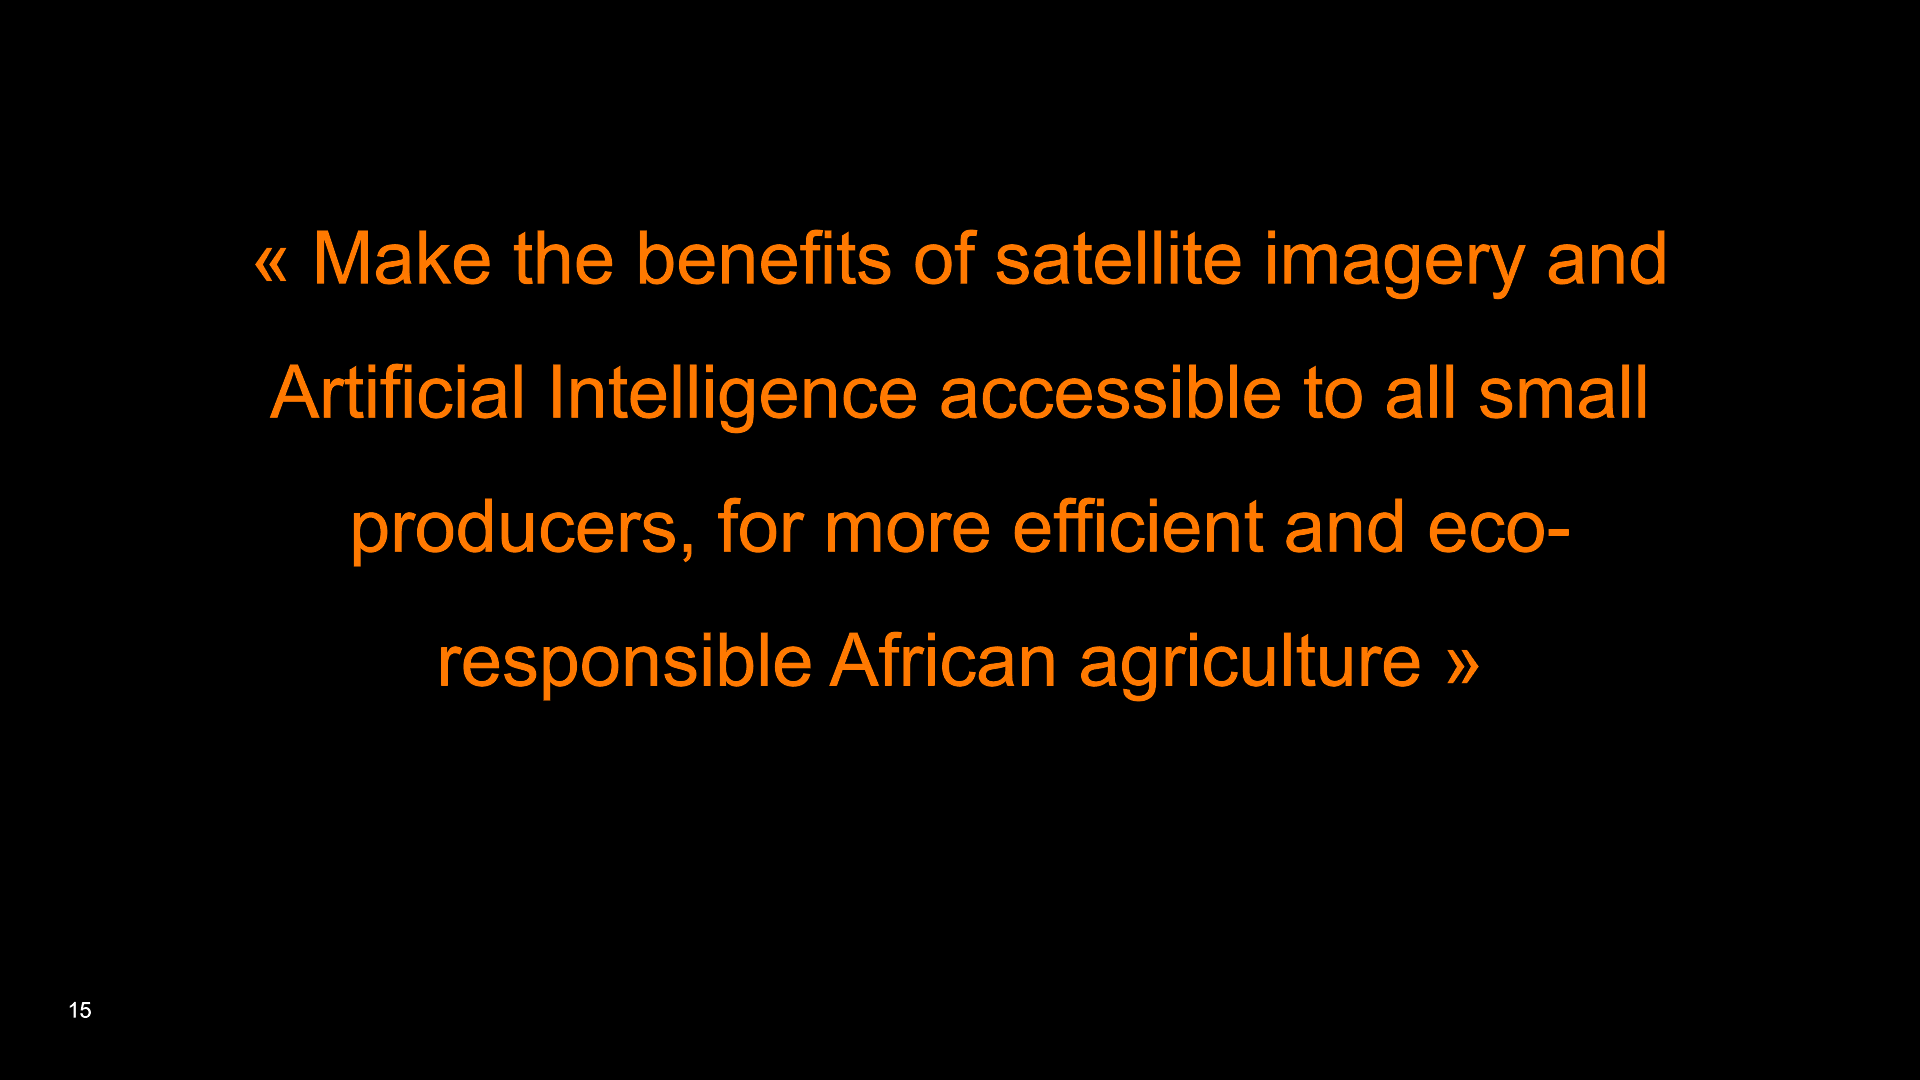 « Make the benefits of satellite imagery and
Artificial Intelligence accessible to all small
producers, for more efficient and eco-
responsible African agriculture »
15